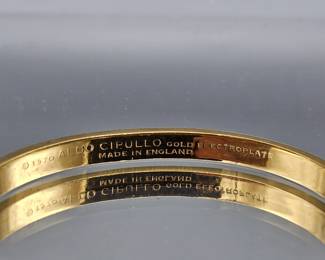 © 1970 ALDO CIPULLO GOLD ELECTROPLATE
MADE IN ENGLAND